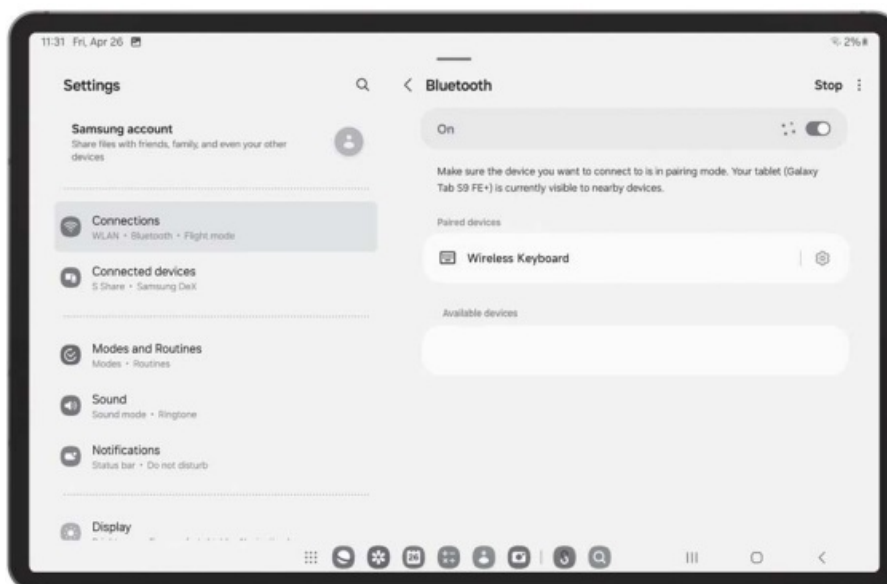 11:31 Fri, Apr 26
2%
Settings
Samsung account
Share files with friends, family, and even your other
devices
Connections
WLAN • Bluetooth • Flight mode
Connected devices
S Share • Samsung DeX
Modes and Routines
Modes • Routines
Sound
Sound mode • Ringtone
Notifications
Status bar • Do not disturb
Display
Bluetooth
Stop
On
Make sure the device you want to connect to is in pairing mode. Your tablet (Galaxy
Tab S9 FE+) is currently visible to nearby devices.
Paired devices
Wireless Keyboard
Available devices
26